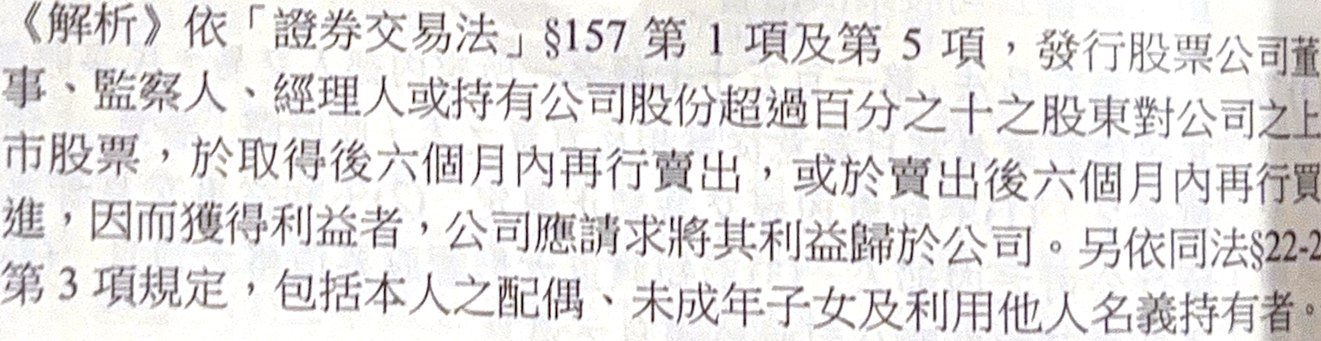 《解析》依「證券交易法」§157 第 1 項及第 5 項，發行股票公司董
事、監察人、經理人或持有公司股份超過百分之十之股東對公司之上
市股票，於取得後六個月內再行賣出，或於賣出後六個月內再行買
進，因而獲得利益者，公司應請求將其利益歸於公司。另依同法§22-2
第 3 項規定，包括本人之配偶、未成年子女及利用他人名義持有者。